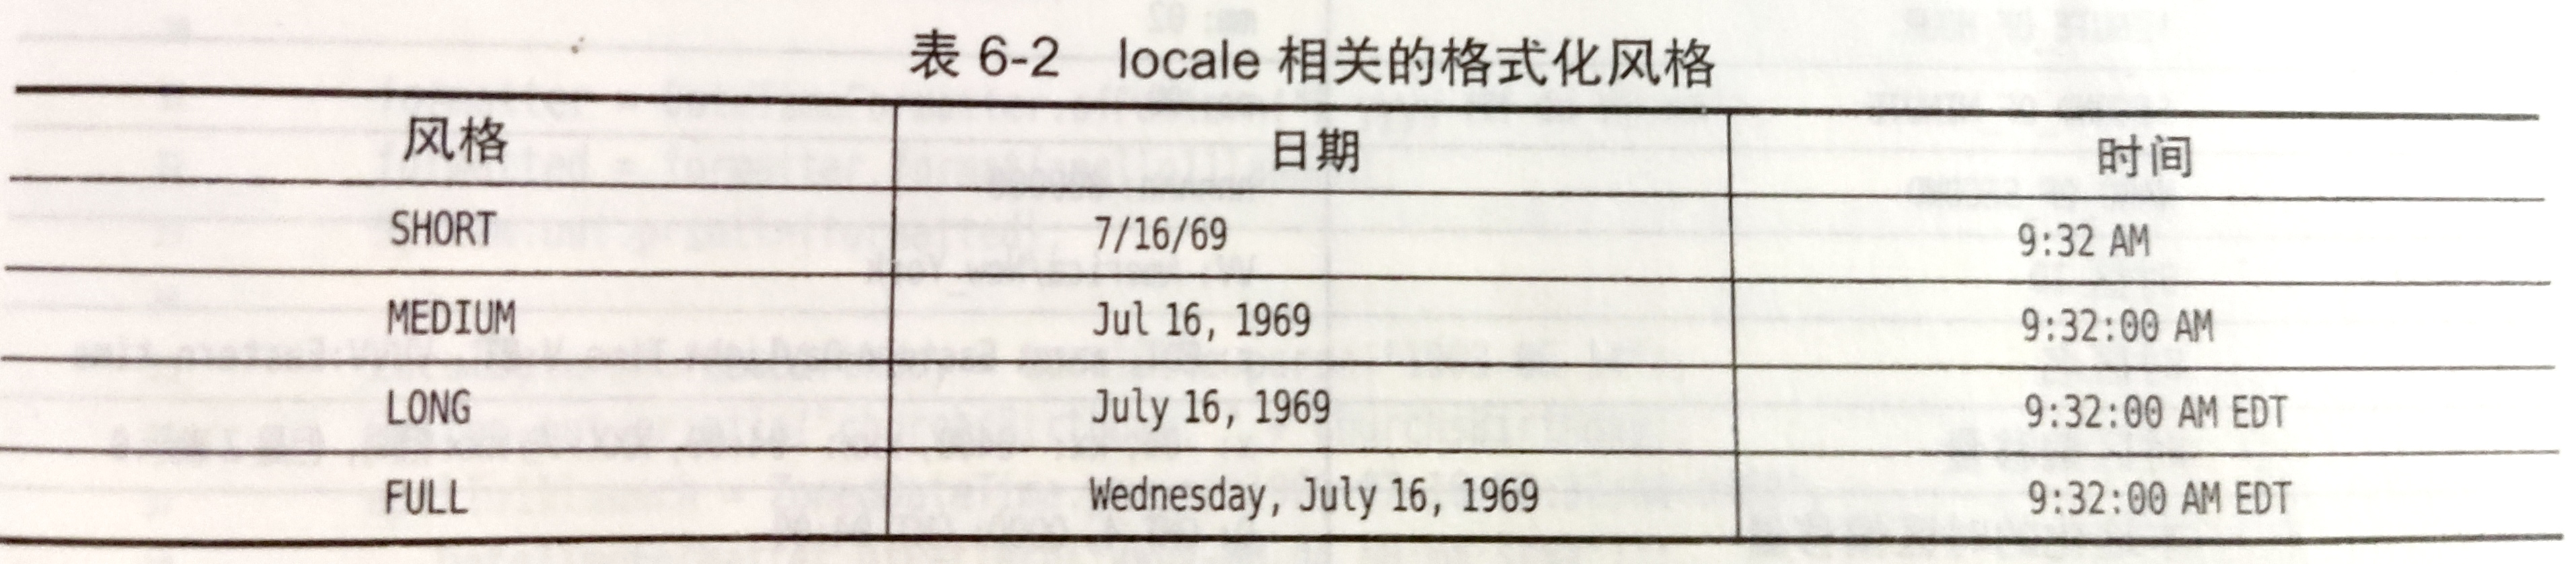 表 6-2 locale 相关的格式化风格
风格 日期 时间
SHORT 7/16/69 9:32 AM
MEDIUM Jul 16, 1969 9:32:00 AM
LONG July 16, 1969 9:32:00 AM EDT
FULL Wednesday, July 16, 1969 9:32:00 AM EDT